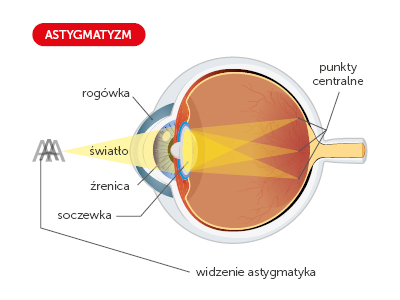 ASTYGMATYZM
punkty
centralne
rogówka
światło
źrenica
soczewka
widzenie astygmatyka